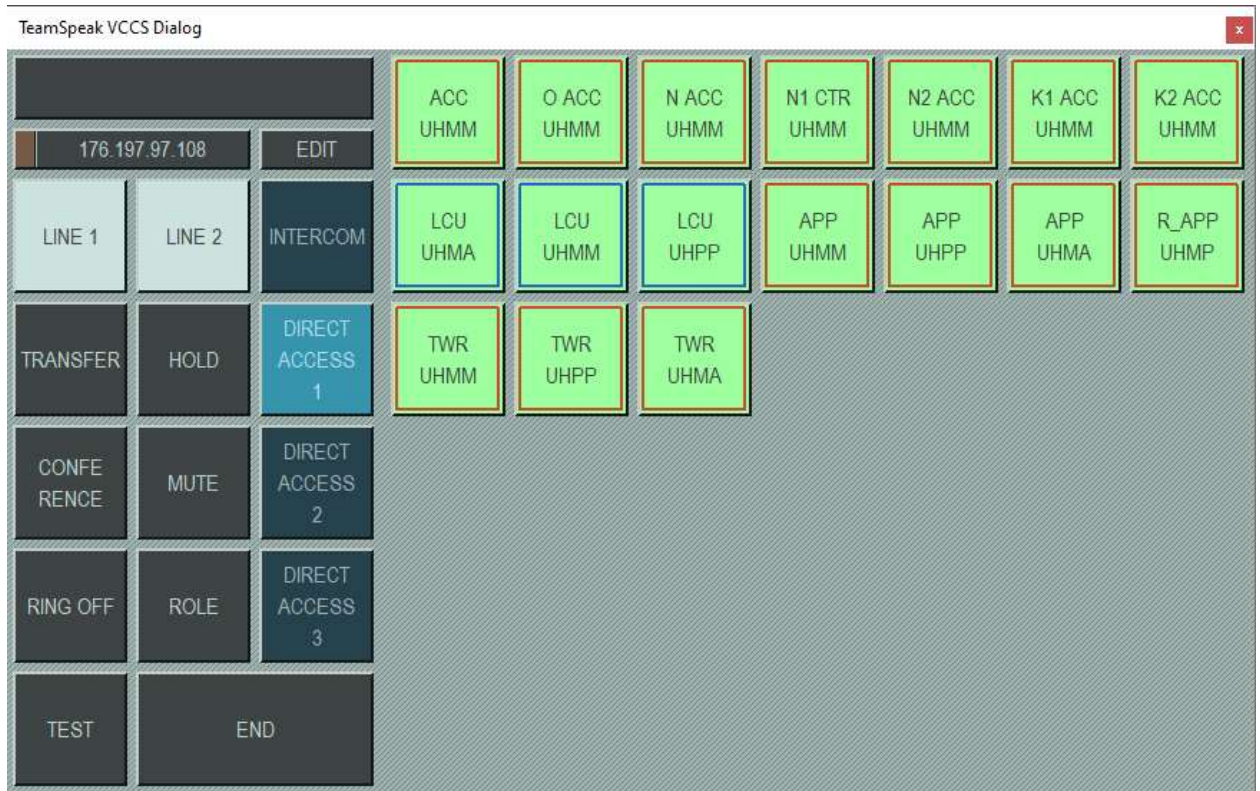 TeamSpeak VCCS Dialog
x
176.197.97.108
EDIT
LINE 1
LINE 2
INTERCOM
TRANSFER
HOLD
DIRECT
ACCESS
1
CONFE
RENCE
MUTE
DIRECT
ACCESS
2
RING OFF
ROLE
DIRECT
ACCESS
3
TEST
END
ACC
UHMM
O ACC
UHMM
N ACC
UHMM
N1 CTR
UHMM
N2 ACC
UHMM
K1 ACC
UHMM
K2 ACC
UHMM
LCU
UHMA
LCU
UHMM
LCU
UHPP
APP
UHMM
APP
UHPP
APP
UHMA
R_APP
UHMP
TWR
UHMM
TWR
UHPP
TWR
UHMA